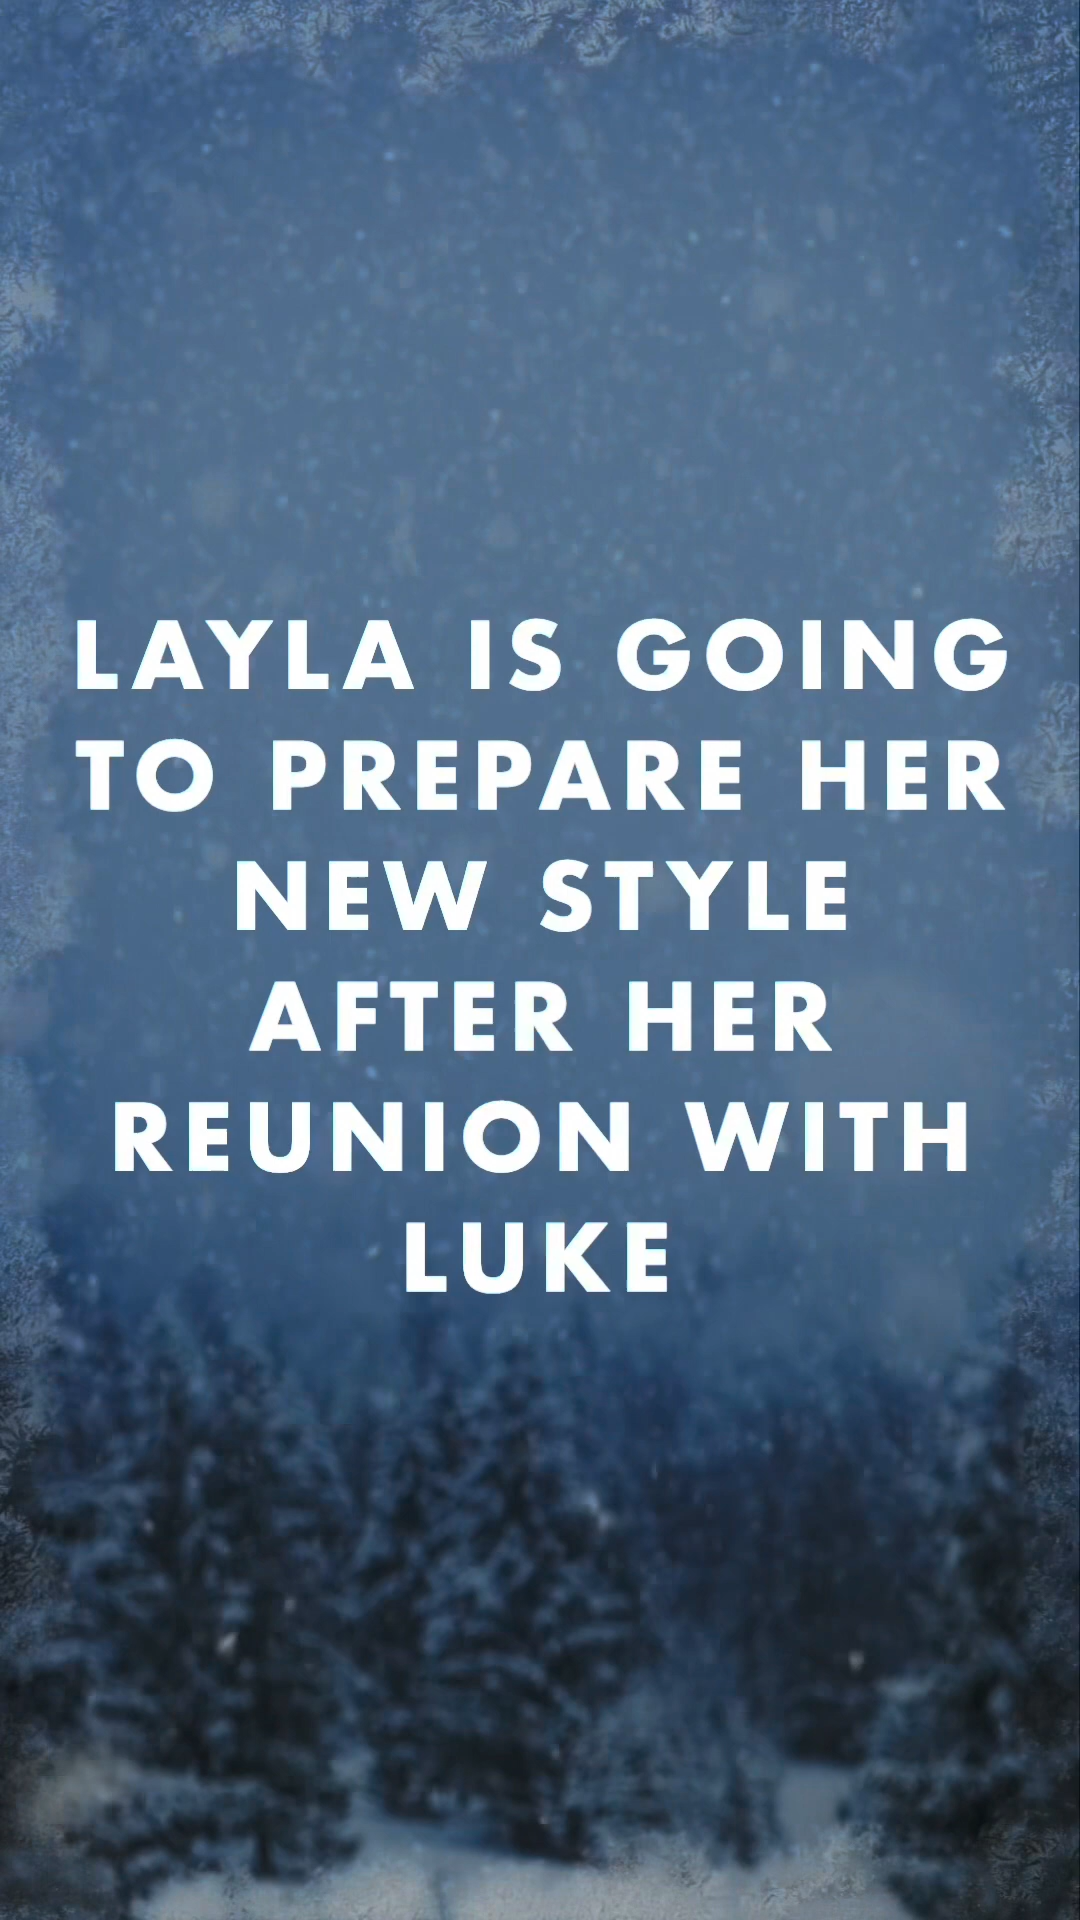 LAYLA IS GOING
TO PREPARE HER
NEW STYLE
AFTER HER
REUNION WITH
LUKE